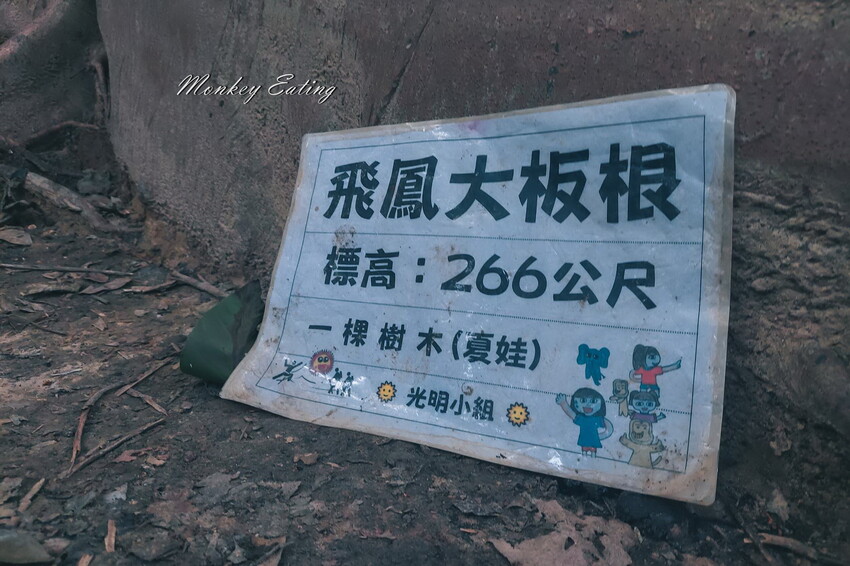 Monkey Eating
飛鳳大板根
標高：266公尺
一棵樹木(夏娃)
光明小組